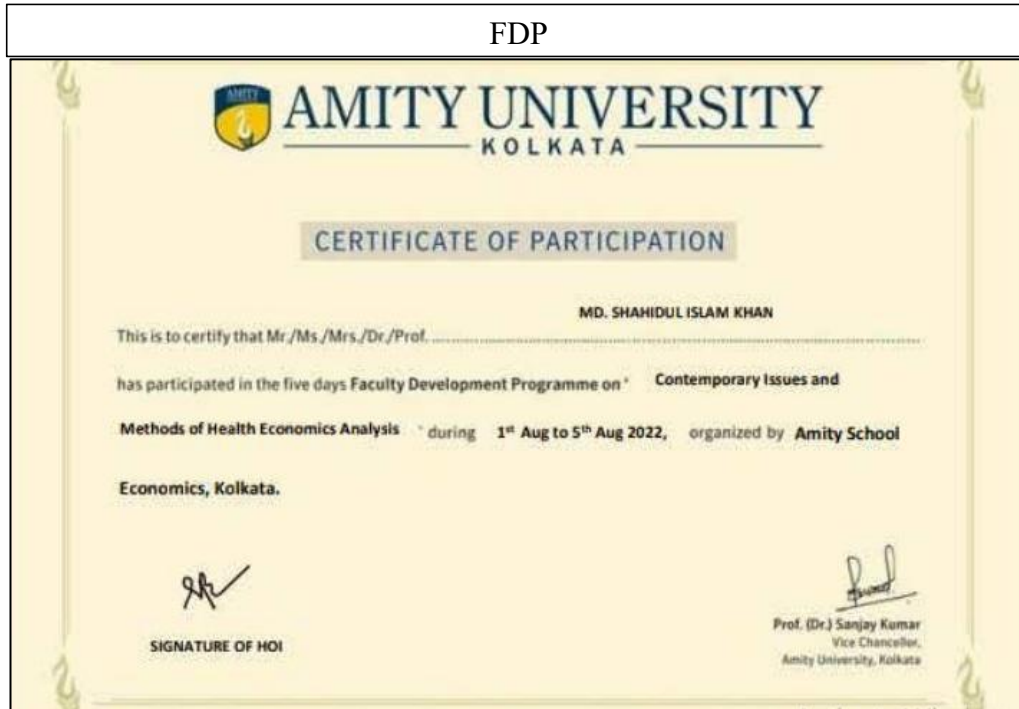 FDP
AMITY
AMITY UNIVERSITY
KOLKATA
CERTIFICATE OF PARTICIPATION
MD. SHAHIDUL ISLAM KHAN
This is to certify that Mr./Ms./Mrs./Dr./Prof.
has participated in the five days Faculty Development Programme on ' Contemporary Issues and
Methods of Health Economics Analysis ' during 1st Aug to 5th Aug 2022, organized by Amity School
Economics, Kolkata.
SIGNATURE OF HOI
Prof. (Dr.) Sanjay Kumar
Vice Chancellor,
Amity University, Kolkata